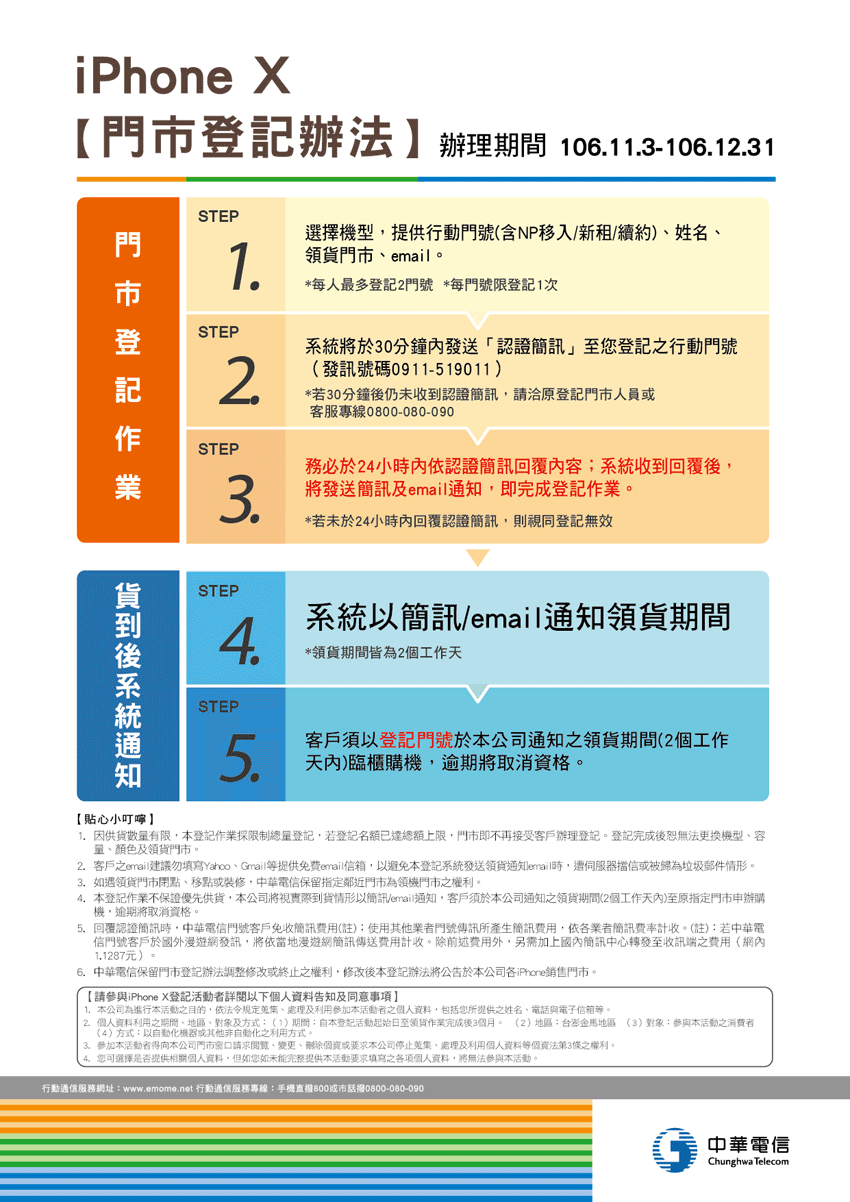 iPhone X
【門市登記辦法】辦理期間 106.11.3-106.12.31
門市登記作業
STEP
1.
選擇機型，提供行動門號(含NP移入/新租/續約)、姓名、
領貨門市、email。
*每人最多登記2門號 *每門號限登記1次
STEP
2.
系統將於30分鐘內發送「認證簡訊」至您登記之行動門號
（發訊號碼0911-519011）
*若30分鐘後仍未收到認證簡訊，請洽原登記門市人員或
客服專線0800-080-090
STEP
3.
務必於24小時內依認證簡訊回覆內容；系統收到回覆後，
將發送簡訊及email通知，即完成登記作業。
*若未於24小時內回覆認證簡訊，則視同登記無效
貨到後系統通知
STEP
4.
系統以簡訊/email通知領貨期間
*領貨期間皆為2個工作天
STEP
5.
客戶須以登記門號於本公司通知之領貨期間(2個工作
天內)臨櫃購機，逾期將取消資格。
【貼心小叮嚀】
1. 因供貨數量有限，本登記作業採限制總量登記，若登記名額已達總額上限，門市即不再接受客戶辦理登記。登記完成後恕無法更換機型、容
量、顏色及領貨門市。
2. 客戶之email建議勿填寫Yahoo、Gmail等提供免費email信箱，以避免本登記系統發送領貨通知email時，遭伺服器擋信或被歸為垃圾郵件情形。
3. 如遇領貨門市閉點、移點或裝修，中華電信保留指定鄰近門市為領機門市之權利。
4. 本登記作業不保證優先供貨，本公司將視實際到貨情形以簡訊/email通知，客戶須於本公司通知之領貨期間(2個工作天內)至原指定門市申辦購
機，逾期將取消資格。
5. 回覆認證簡訊時，中華電信門號客戶免收簡訊費用(註)；使用其他業者門號傳訊所產生簡訊費用，依各業者簡訊費率計收。(註)：若中華電
信門號客戶於國外漫遊網發訊，將依當地漫遊網簡訊傳送費用計收。除前述費用外，另需加上國內簡訊中心轉發至收訊端之費用（網內
1.1287元）。
6. 中華電信保留門市登記辦法調整修改或終止之權利，修改後本登記辦法將公告於本公司各iPhone銷售門市。
【請參與iPhone X登記活動者詳閱以下個人資料告知及同意事項】
1. 本公司為進行本活動之目的，依法令規定蒐集、處理及利用參加本活動者之個人資料，包括您所提供之姓名、電話與電子信箱等。
2. 個人資料利用之期間、地區、對象及方式：（1）期間：自本登記活動起始日至領貨作業完成後3個月。（2）地區：台澎金馬地區（3）對象：參與本活動之消費者
（4）方式：以自動化機器或其他非自動化之利用方式。
3. 參加本活動者得向本公司門市窗口請求閱覽、變更、刪除個資或要求本公司停止蒐集、處理及利用個人資料等個資法第3條之權利。
4. 您可選擇是否提供相關個人資料，但如您如未能完整提供本活動要求填寫之各項個人資料，將無法參與本活動。
行動通信服務網址：www.emome.net 行動通信服務專線：手機直撥800或市話撥0800-080-090
中華電信
Chunghwa Telecom